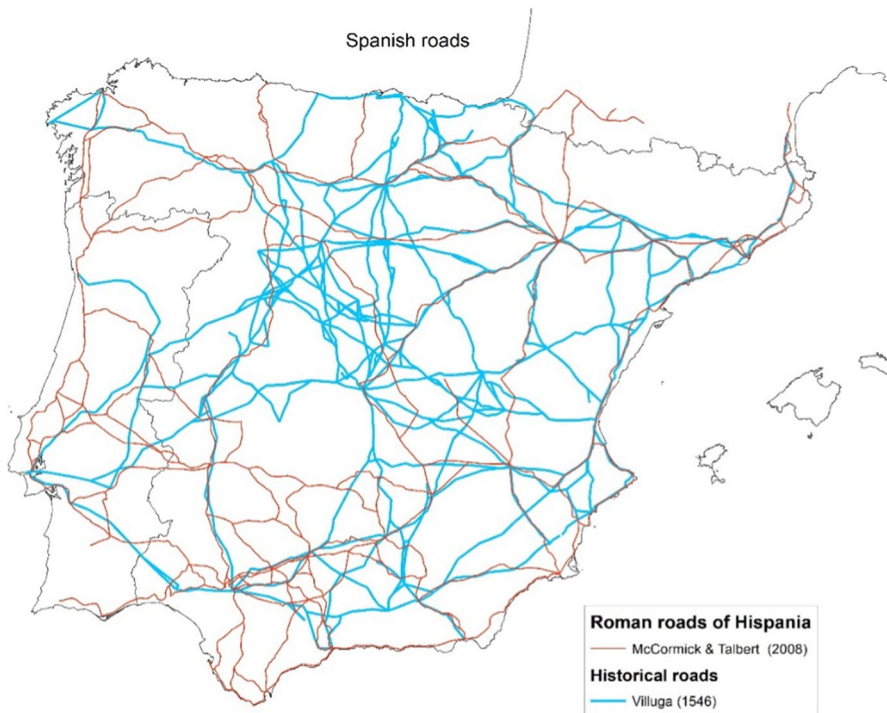 Spanish roads
Roman roads of Hispania
McCormick & Talbert (2008)
Historical roads
Villuga (1546)